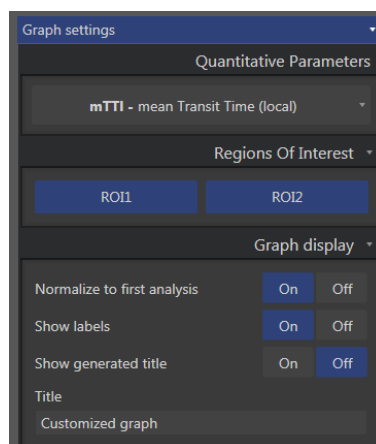 Graph settings
Quantitative Parameters
mTTI - mean Transit Time (local)
Regions Of Interest
ROI1 ROI2
Graph display
Normalize to first analysis On Off
Show labels On Off
Show generated title On Off
Title
Customized graph